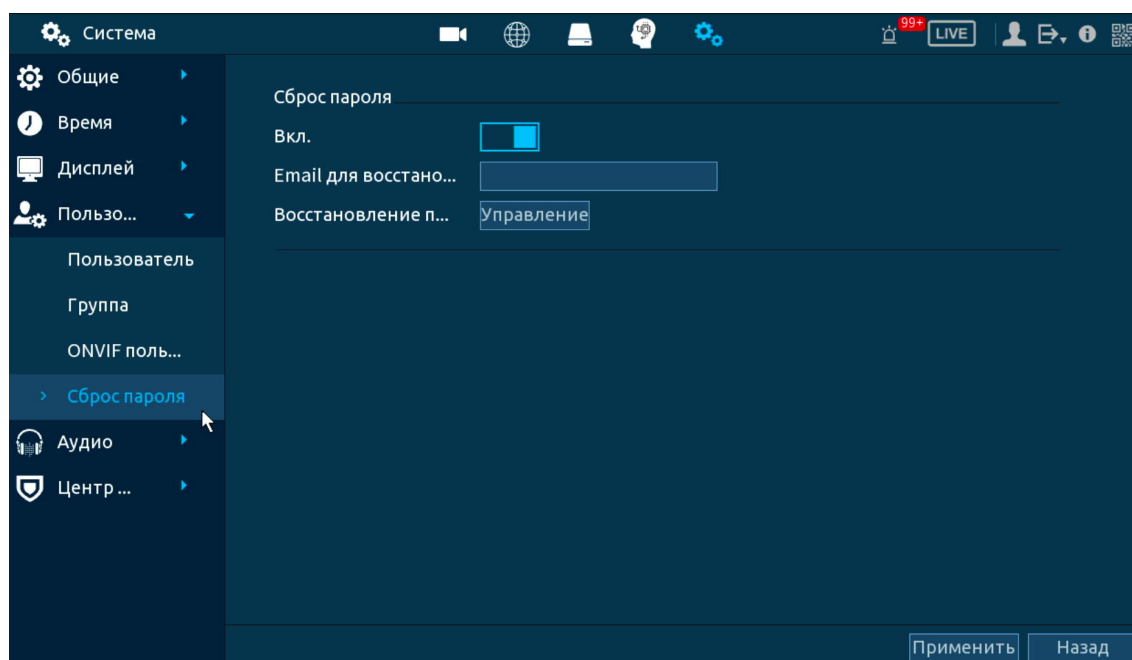 Система
99+
LIVE
Общие
Время
Дисплей
Пользо...
Пользователь
Группа
ONVIF поль...
Сброс пароля
Аудио
Центр ...
Сброс пароля
Вкл.
Email для восстано...
Восстановление п... Управление
Применить Назад